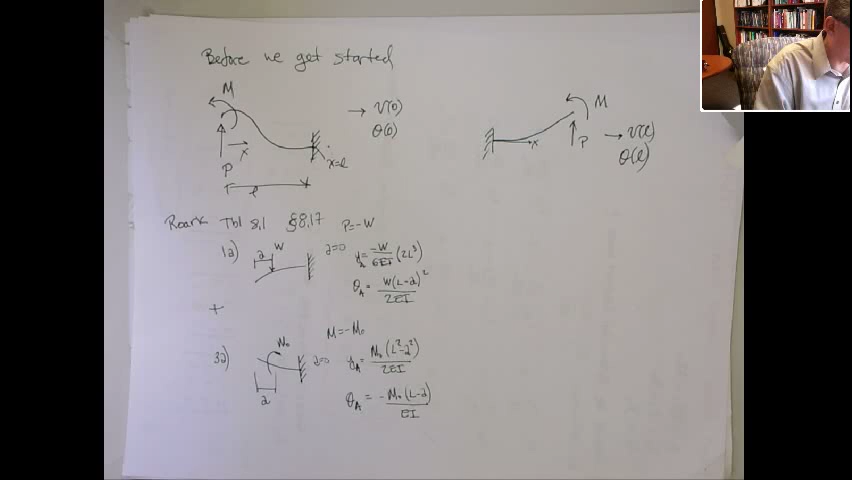 Before we get started
M
P
x
l
x=l
→ v(0)
θ(0)
M
P
x
→ v(l)
θ(l)
Roark Tbl 8.1 §8.17 P=-W
1a)
a
W
a=0
y_A = -W/6EI (2L³)
θ_A = W(L-a)²/2EI
+
M=-M₀
3a)
M₀
a
a=0
y_A = M₀(L²-a²)/2EI
θ_A = -M₀(L-a)/EI